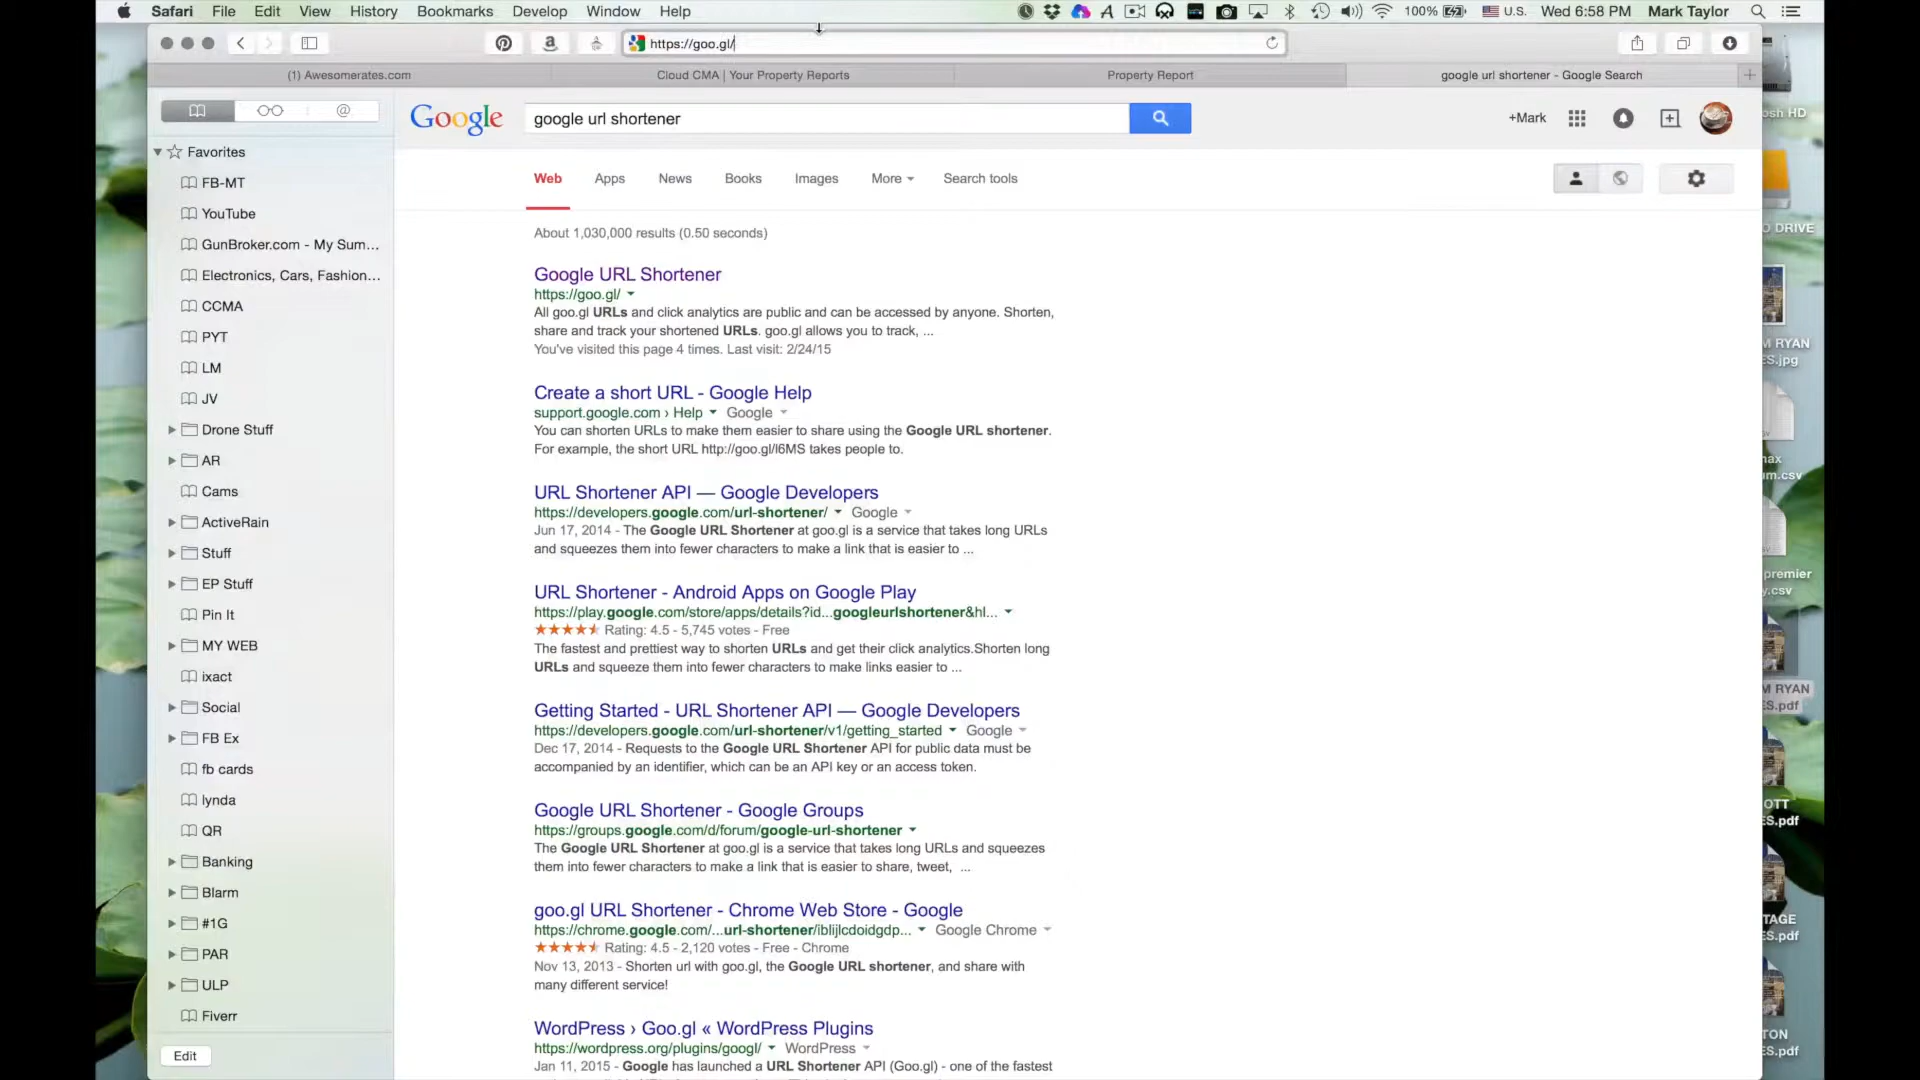 Safari File Edit View History Bookmarks Develop Window Help
100% U.S. Wed 6:58 PM Mark Taylor
https://goo.gl/
(1) Awesomerates.com
Cloud CMA | Your Property Reports
Property Report
google url shortener - Google Search
Google
google url shortener
+Mark
Web Apps News Books Images More Search tools
About 1,030,000 results (0.50 seconds)
Google URL Shortener
https://goo.gl/
All goo.gl URLs and click analytics are public and can be accessed by anyone. Shorten,
share and track your shortened URLs. goo.gl allows you to track, ...
You've visited this page 4 times. Last visit: 2/24/15
Create a short URL - Google Help
support.google.com › Help Google
You can shorten URLs to make them easier to share using the Google URL shortener.
For example, the short URL http://goo.gl/l6MS takes people to.
URL Shortener API — Google Developers
https://developers.google.com/url-shortener/ Google
Jun 17, 2014 - The Google URL Shortener at goo.gl is a service that takes long URLs
and squeezes them into fewer characters to make a link that is easier to ...
URL Shortener - Android Apps on Google Play
https://play.google.com/store/apps/details?id...googleurlshortener&hl...
Rating: 4.5 - 5,745 votes - Free
The fastest and prettiest way to shorten URLs and get their click analytics.Shorten long
URLs and squeeze them into fewer characters to make links easier to ...
Getting Started - URL Shortener API — Google Developers
https://developers.google.com/url-shortener/v1/getting_started Google
Dec 17, 2014 - Requests to the Google URL Shortener API for public data must be
accompanied by an identifier, which can be an API key or an access token.
Google URL Shortener - Google Groups
https://groups.google.com/d/forum/google-url-shortener
The Google URL Shortener at goo.gl is a service that takes long URLs and squeezes
them into fewer characters to make a link that is easier to share, tweet, ...
goo.gl URL Shortener - Chrome Web Store - Google
https://chrome.google.com/...url-shortener/iblijlcdoidgdp... Google Chrome
Rating: 4.5 - 2,120 votes - Free - Chrome
Nov 13, 2013 - Shorten url with goo.gl, the Google URL shortener, and share with
many different service!
WordPress › Goo.gl « WordPress Plugins
https://wordpress.org/plugins/googl/ WordPress
Jan 11, 2015 - Google has launched a URL Shortener API (Goo.gl) - one of the fastest
Favorites
FB-MT
YouTube
GunBroker.com - My Sum...
Electronics, Cars, Fashion...
CCMA
PYT
LM
JV
Drone Stuff
AR
Cams
ActiveRain
Stuff
EP Stuff
Pin It
MY WEB
ixact
Social
FB Ex
fb cards
lynda
QR
Banking
Blarm
#1G
PAR
ULP
Fiverr
Edit
osh HD
O DRIVE
M RYAN
ES.jpg
max
um.csv
premier
y.csv
M RYAN
ES.pdf
OTT
ES.pdf
TAGE
ES.pdf
TON
ES.pdf